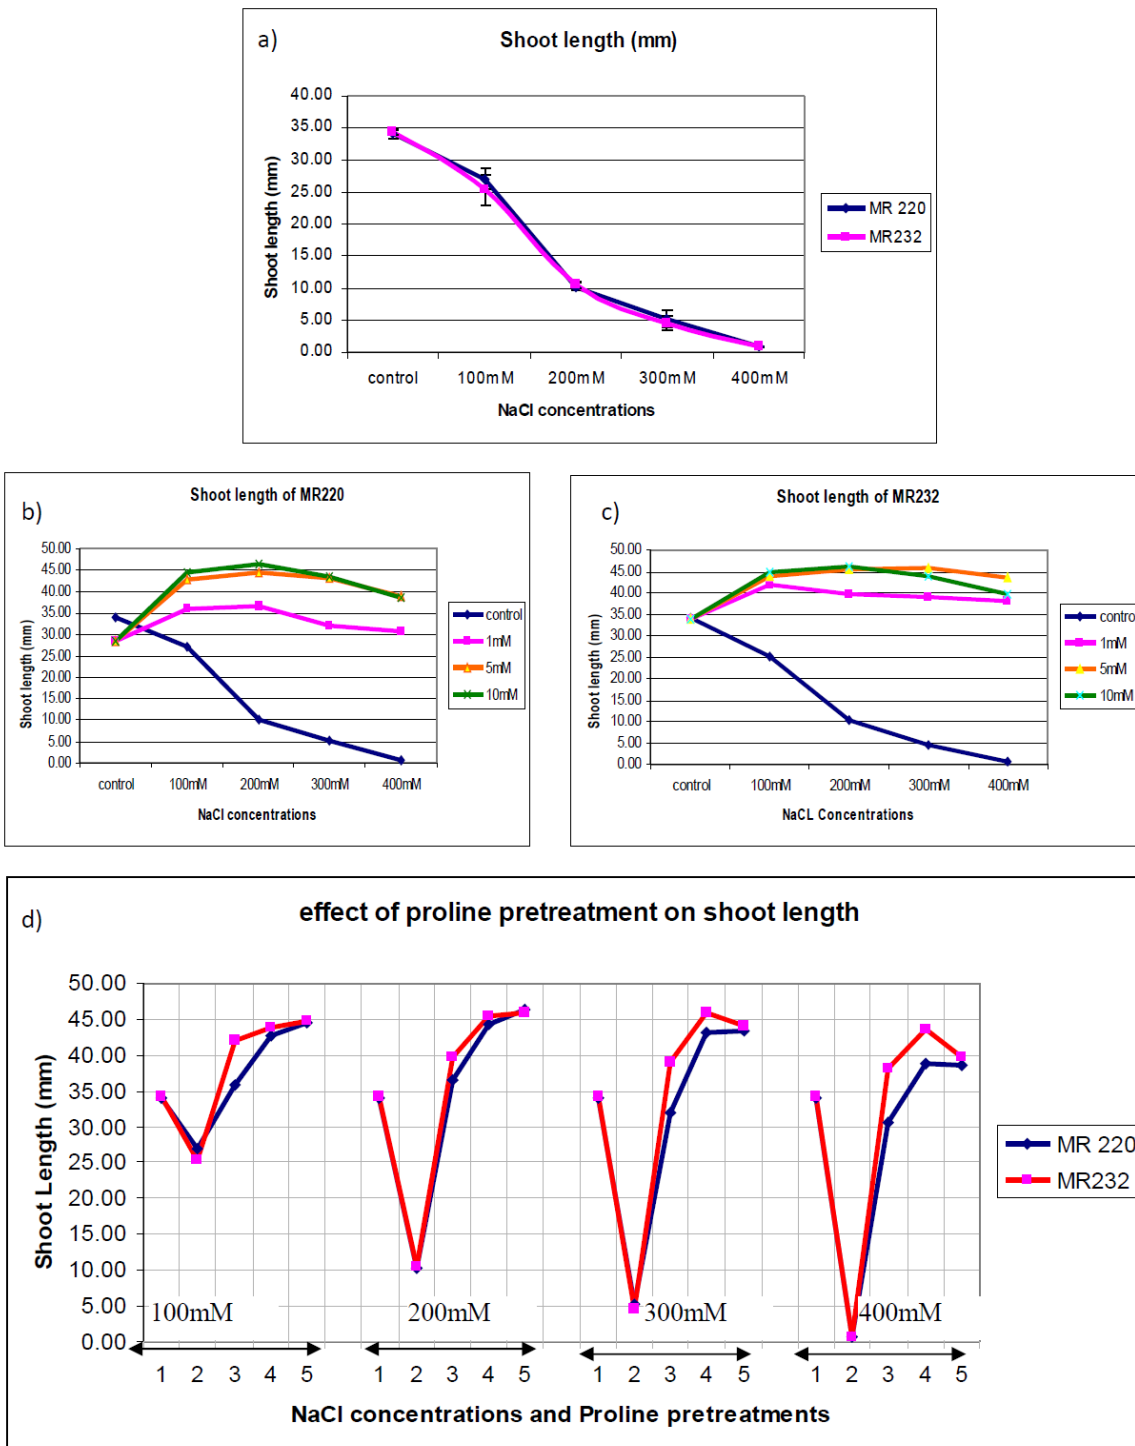 a)
Shoot length (mm)
40.00
35.00
30.00
25.00
20.00
15.00
10.00
5.00
0.00
Shoot length (mm)
control 100mM 200mM 300mM 400mM
NaCl concentrations
MR 220
MR232
b)
Shoot length of MR220
50.00
45.00
40.00
35.00
30.00
25.00
20.00
15.00
10.00
5.00
0.00
Shoot length (mm)
control 100mM 200mM 300mM 400mM
NaCl concentrations
control
1mM
5mM
10mM
c)
Shoot length of MR232
50.00
45.00
40.00
35.00
30.00
25.00
20.00
15.00
10.00
5.00
0.00
Shoot length (mm)
control 100mM 200mM 300mM 400mM
NaCL Concentrations
control
1mM
5mM
10mM
d)
effect of proline pretreatment on shoot length
50.00
45.00
40.00
35.00
30.00
25.00
20.00
15.00
10.00
5.00
0.00
Shoot Length (mm)
100mM 200mM 300mM 400mM
1 2 3 4 5 1 2 3 4 5 1 2 3 4 5 1 2 3 4 5
NaCl concentrations and Proline pretreatments
MR 220
MR232